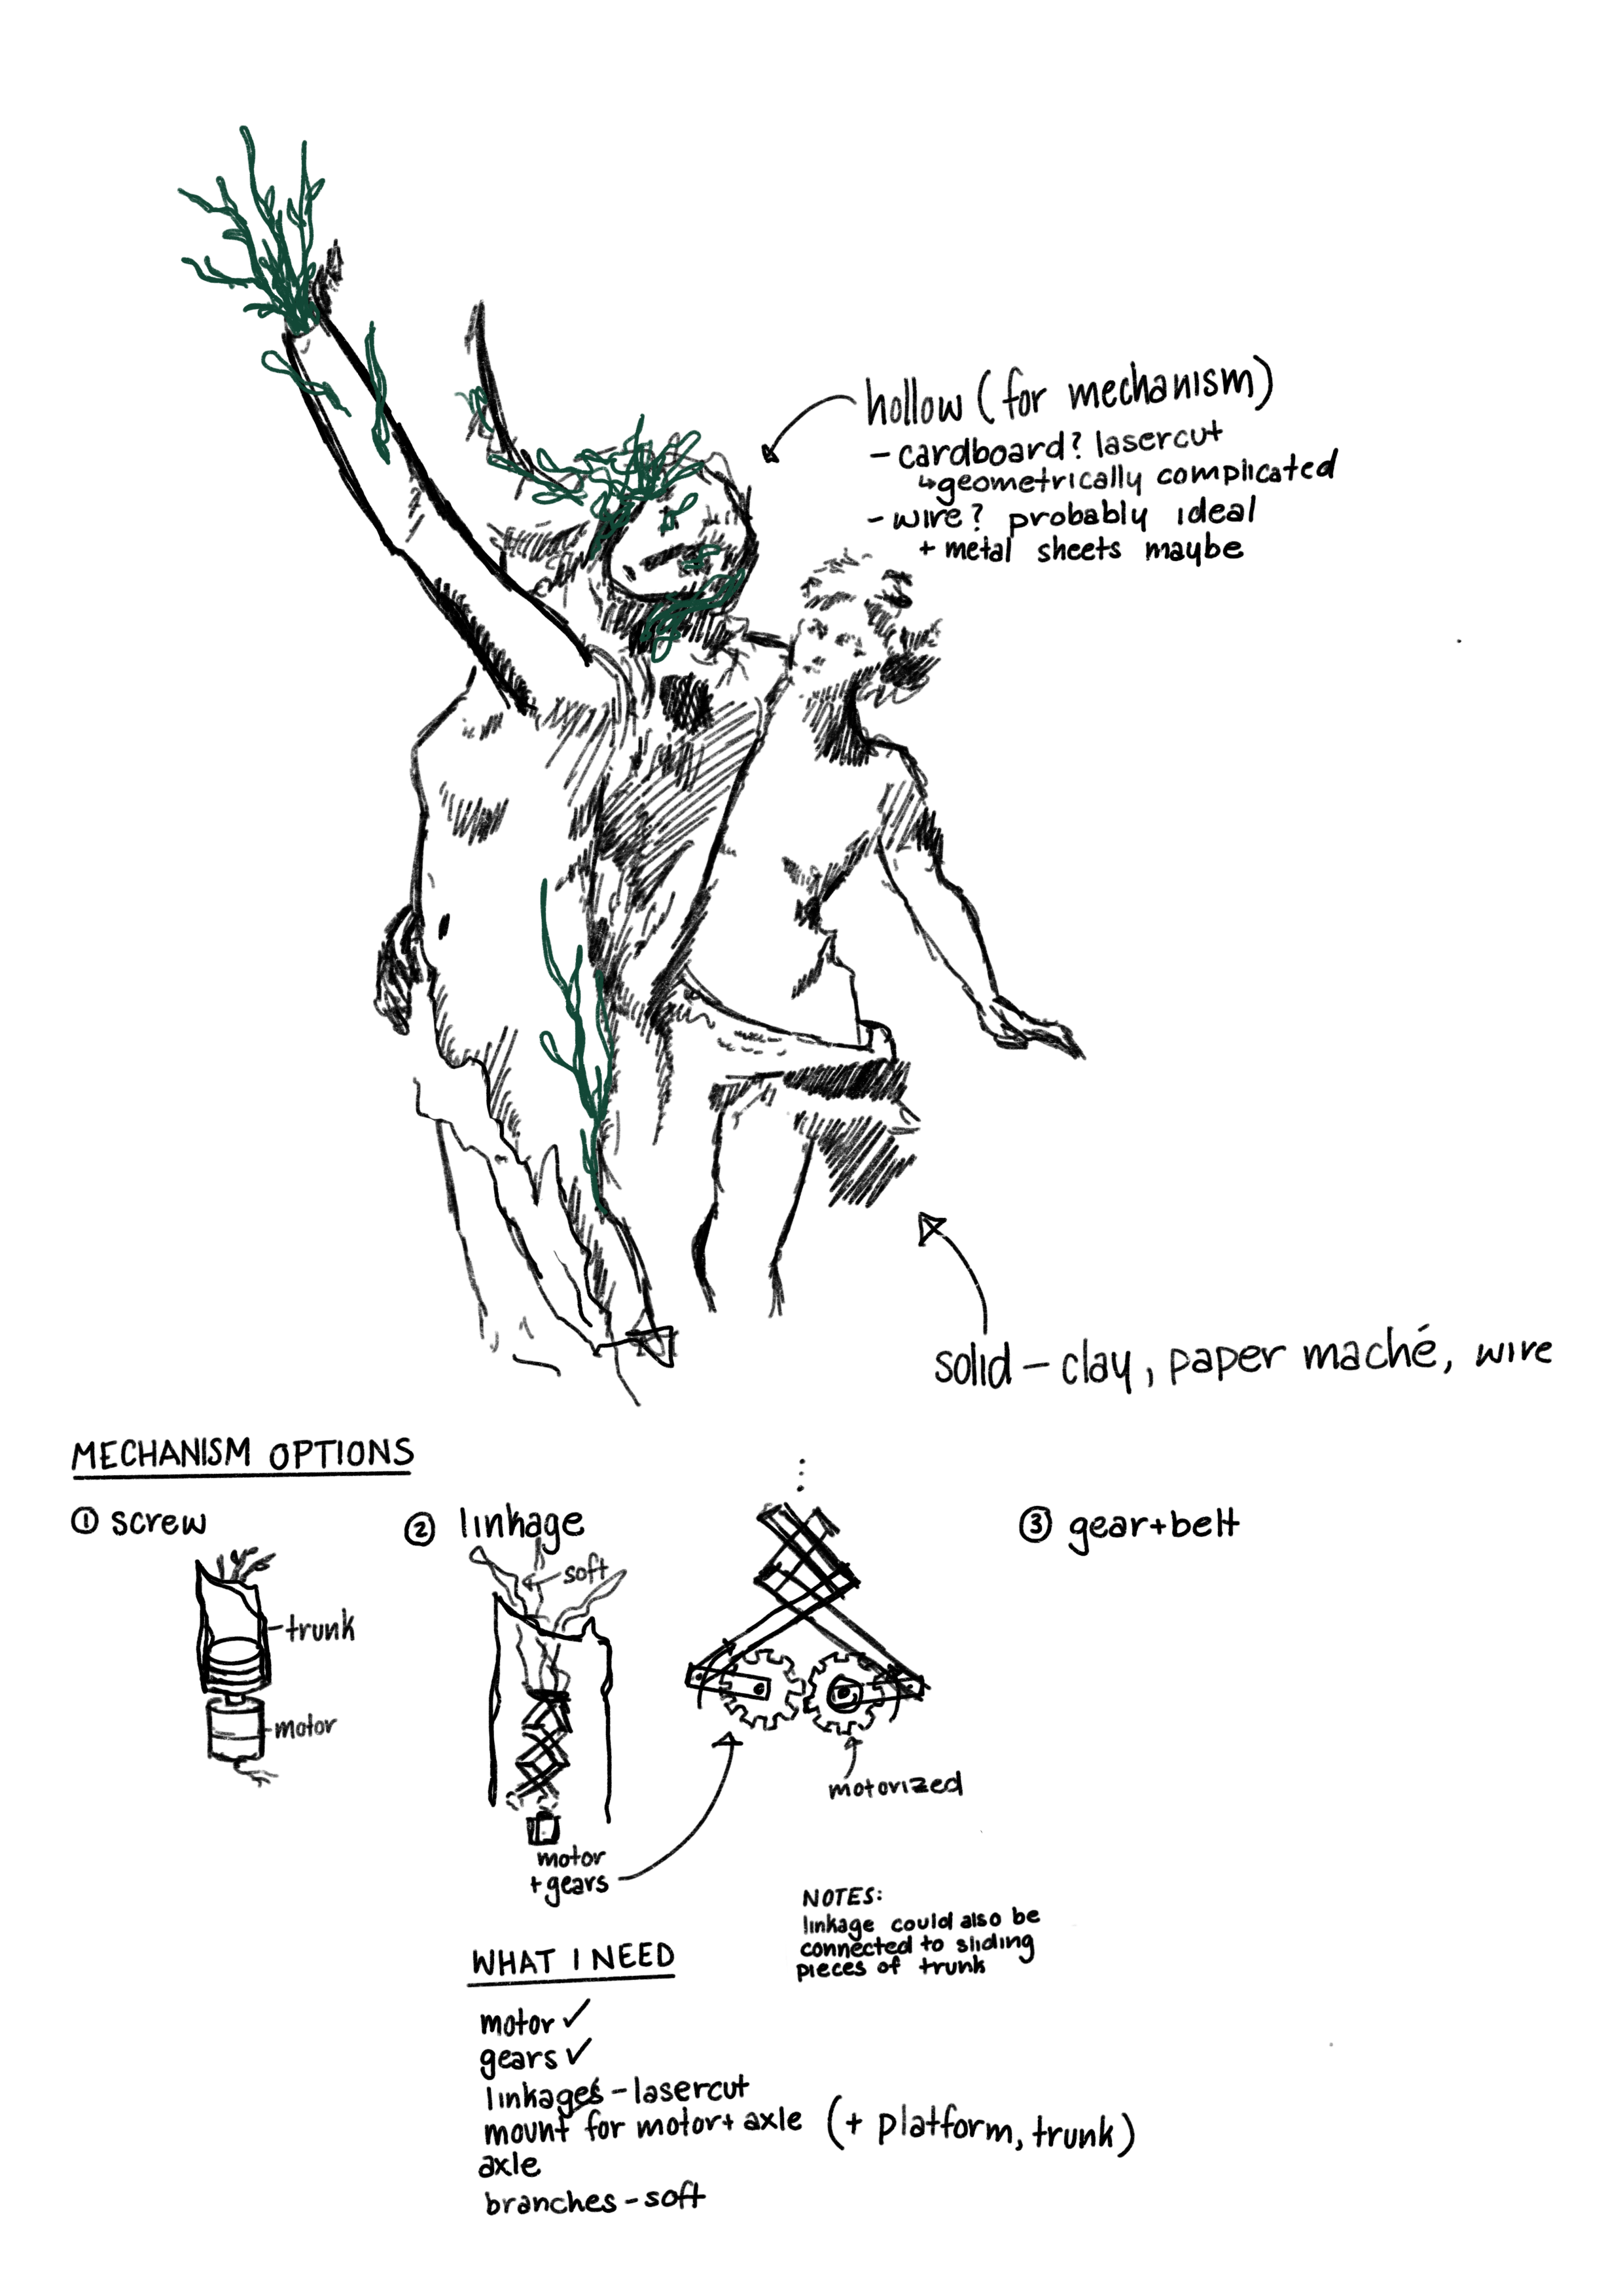 hollow (for mechanism)
- cardboard? lasercut
↳ geometrically complicated
- wire? probably ideal
+ metal sheets maybe
solid - clay, paper maché, wire
MECHANISM OPTIONS
① screw
trunk
motor
② linkage
soft
motor
+ gears
motorized
③ gear+belt
NOTES:
linkage could also be
connected to sliding
pieces of trunk
WHAT I NEED
motor ✓
gears ✓
linkages - lasercut
mount for motor + axle (+ platform, trunk)
axle
branches - soft